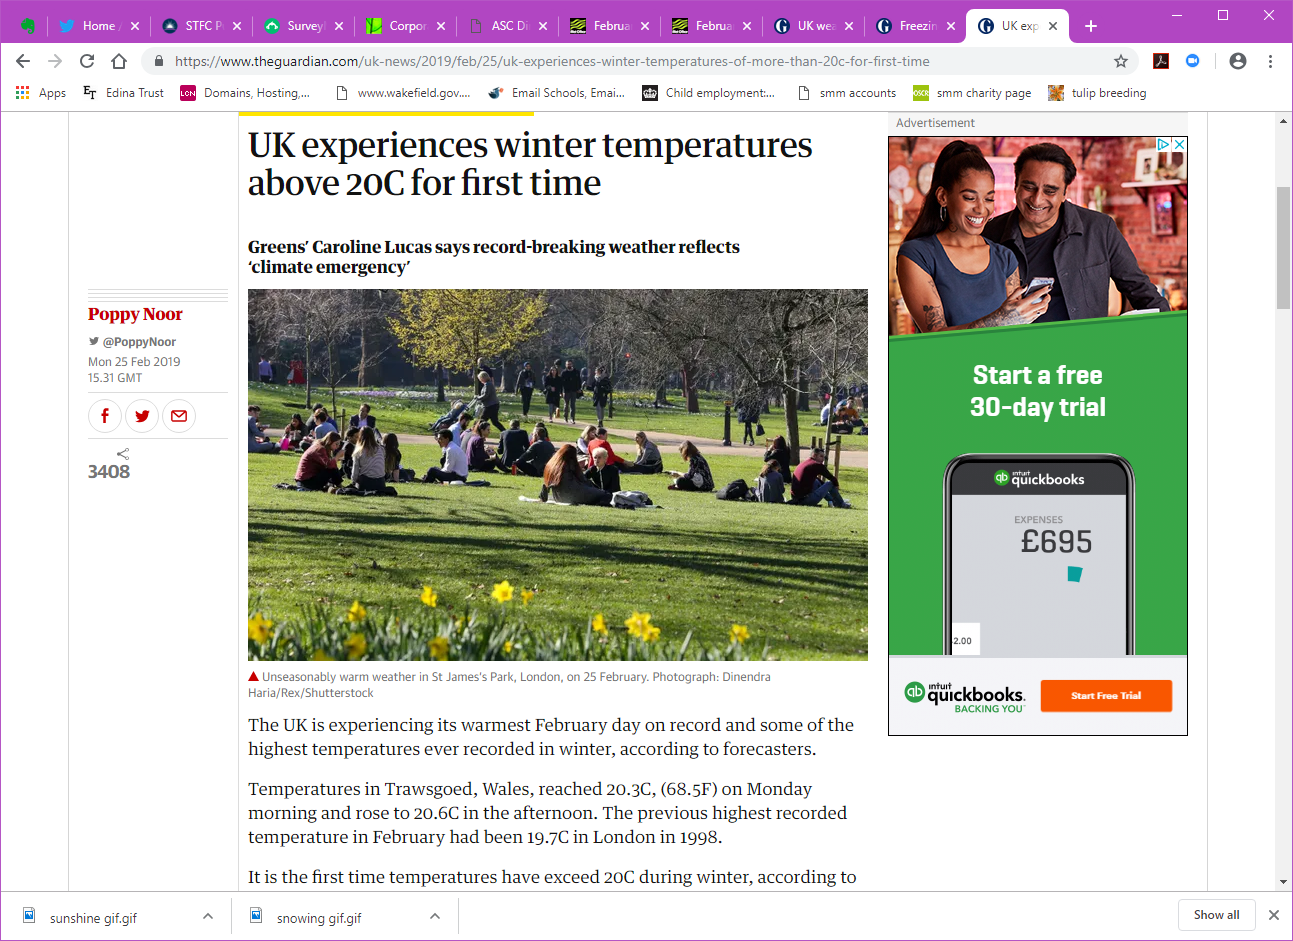 Home /
STFC P
Survey
Corpor
ASC Di
Februa
Februa
UK wea
Freezin
UK exp
https://www.theguardian.com/uk-news/2019/feb/25/uk-experiences-winter-temperatures-of-more-than-20c-for-first-time
Apps
ET Edina Trust
LCN Domains, Hosting,...
www.wakefield.gov....
Email Schools, Emai...
Child employment:...
smm accounts
OSCR smm charity page
tulip breeding
Advertisement
UK experiences winter temperatures
above 20C for first time
Greens’ Caroline Lucas says record-breaking weather reflects
‘climate emergency’
Poppy Noor
@PoppyNoor
Mon 25 Feb 2019
15.31 GMT
3408
Unseasonably warm weather in St James's Park, London, on 25 February. Photograph: Dinendra
Haria/Rex/Shutterstock
The UK is experiencing its warmest February day on record and some of the
highest temperatures ever recorded in winter, according to forecasters.
Temperatures in Trawsgoed, Wales, reached 20.3C, (68.5F) on Monday
morning and rose to 20.6C in the afternoon. The previous highest recorded
temperature in February had been 19.7C in London in 1998.
It is the first time temperatures have exceed 20C during winter, according to
Start a free
30-day trial
qb intuit quickbooks
EXPENSES
£695
2.00
qb intuit quickbooks.
BACKING YOU™
Start Free Trial
sunshine gif.gif
snowing gif.gif
Show all